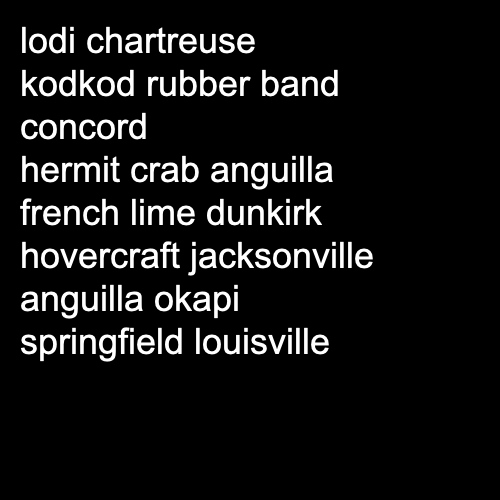 lodi chartreuse
kodkod rubber band
concord
hermit crab anguilla
french lime dunkirk
hovercraft jacksonville
anguilla okapi
springfield louisville